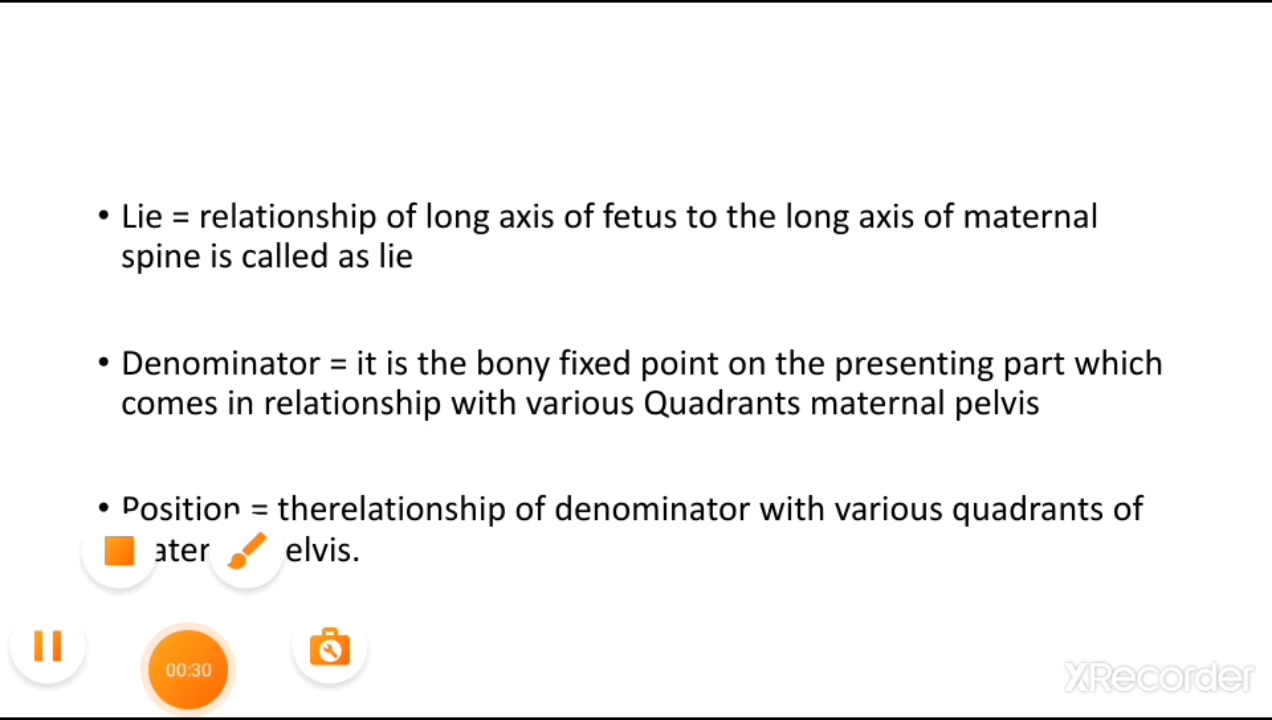 • Lie = relationship of long axis of fetus to the long axis of maternal
spine is called as lie
• Denominator = it is the bony fixed point on the presenting part which
comes in relationship with various Quadrants maternal pelvis
• Position = therelationship of denominator with various quadrants of
ater elvis.
00:30
XRecorder